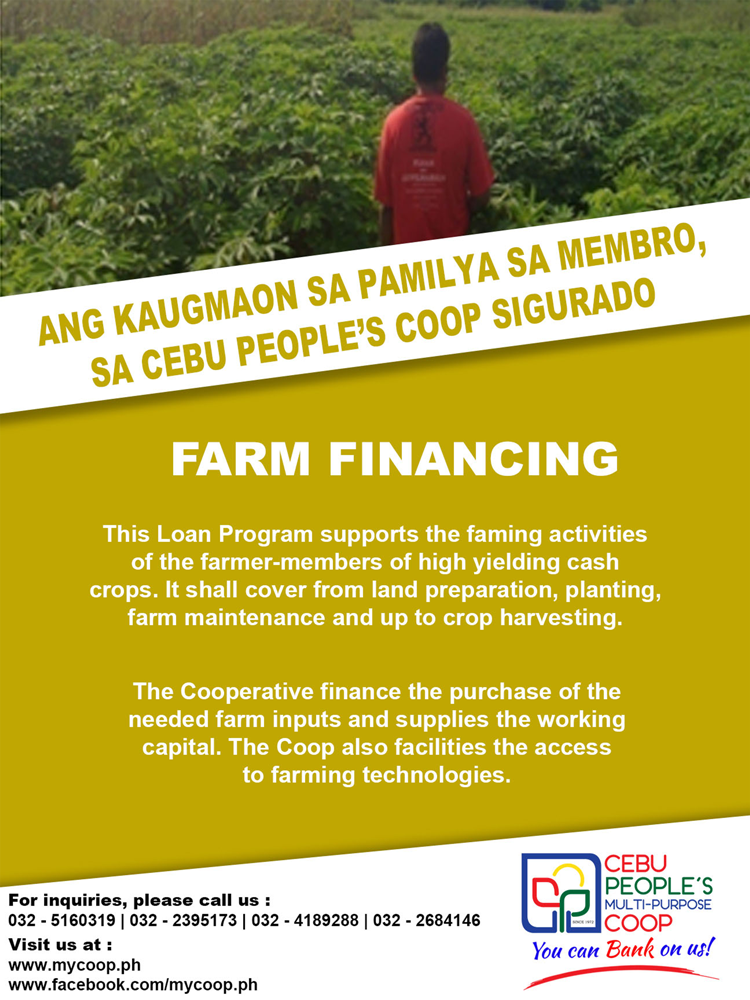 ANG KAUGMAON SA PAMILYA SA MEMBRO,
SA CEBU PEOPLE'S COOP SIGURADO
FARM FINANCING
This Loan Program supports the faming activities
of the farmer-members of high yielding cash
crops. It shall cover from land preparation, planting,
farm maintenance and up to crop harvesting.
The Cooperative finance the purchase of the
needed farm inputs and supplies the working
capital. The Coop also facilities the access
to farming technologies.
For inquiries, please call us :
032 - 5160319 | 032 - 2395173 | 032 - 4189288 | 032 - 2684146
Visit us at :
www.mycoop.ph
www.facebook.com/mycoop.ph
CEBU
PEOPLE'S
MULTI-PURPOSE
COOP
SINCE 1972
You can Bank on us!